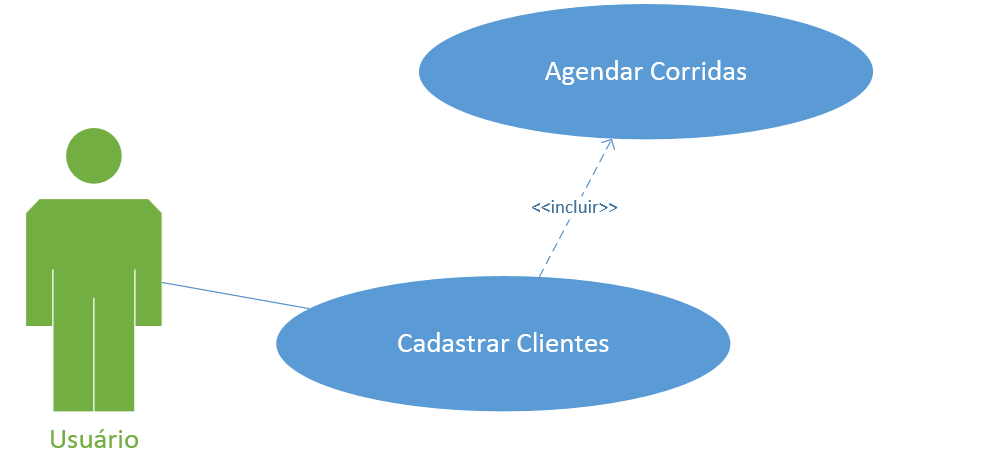 Agendar Corridas
<<incluir>>
Cadastrar Clientes
Usuário